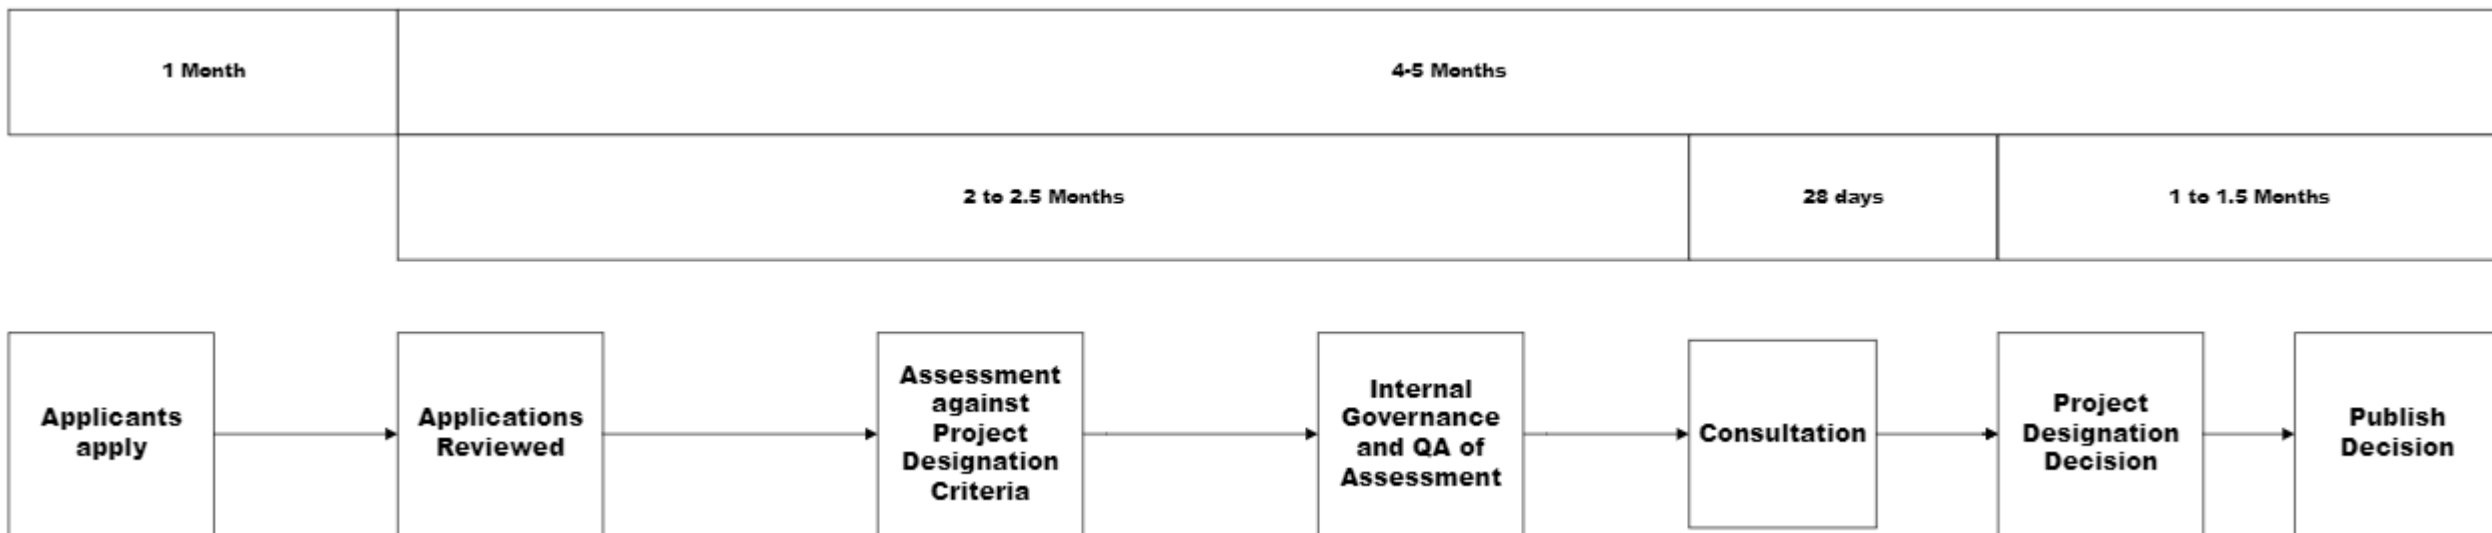 1 Month
4-5 Months
2 to 2.5 Months
28 days
1 to 1.5 Months
Applicants
apply
Applications
Reviewed
Assessment
against
Project
Designation
Criteria
Internal
Governance
and QA of
Assessment
Consultation
Project
Designation
Decision
Publish
Decision